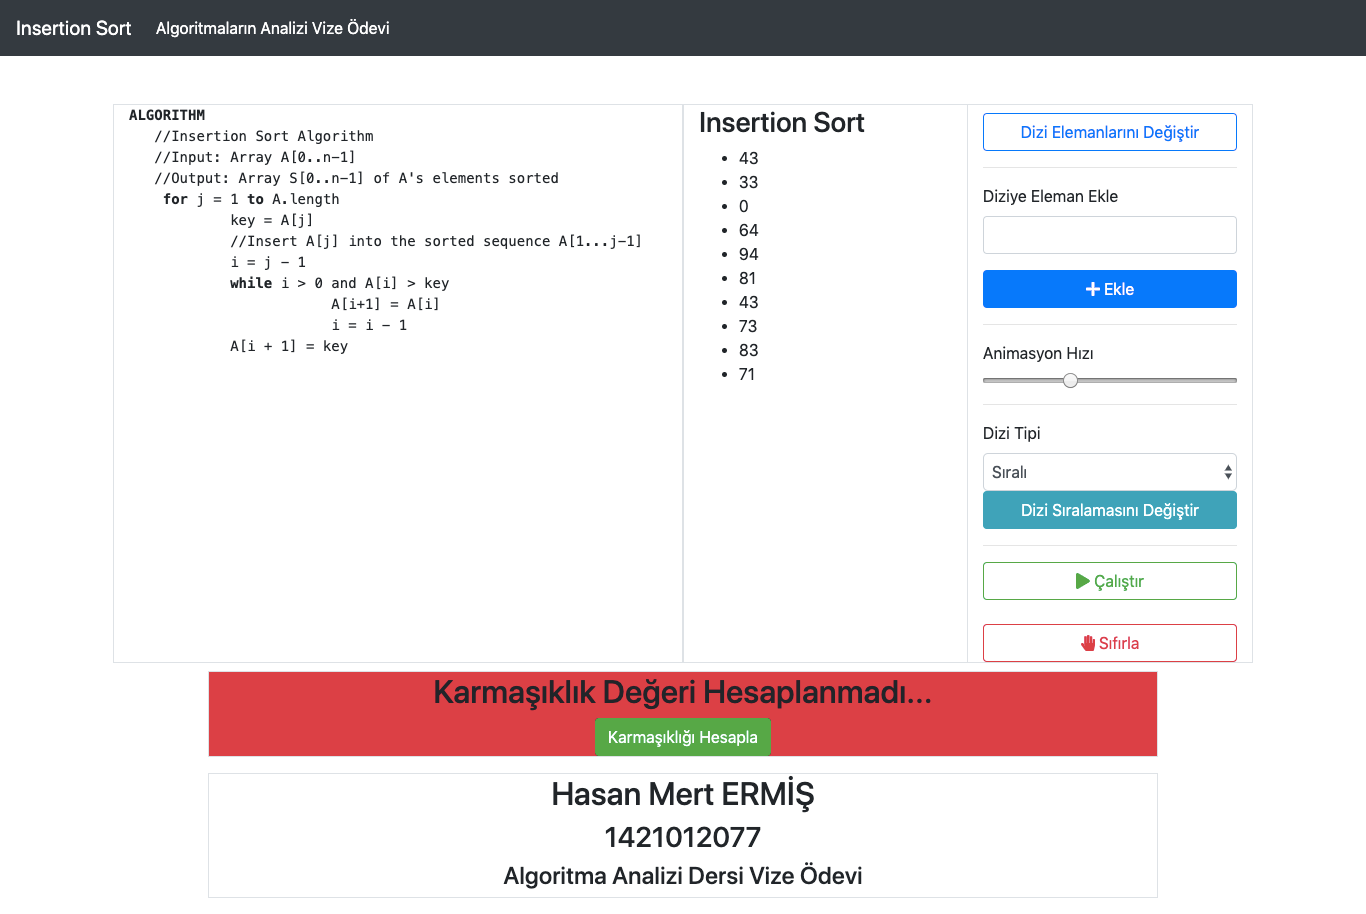 Insertion Sort Algoritmaların Analizi Vize Ödevi
ALGORITHM
//Insertion Sort Algorithm
//Input: Array A[0..n-1]
//Output: Array S[0..n-1] of A's elements sorted
for j = 1 to A.length
key = A[j]
//Insert A[j] into the sorted sequence A[1...j-1]
i = j - 1
while i > 0 and A[i] > key
A[i+1] = A[i]
i = i - 1
A[i + 1] = key
Insertion Sort
43
33
0
64
94
81
43
73
83
71
Dizi Elemanlarını Değiştir
Diziye Eleman Ekle
Ekle
Animasyon Hızı
Dizi Tipi
Sıralı
Dizi Sıralamasını Değiştir
Çalıştır
Sıfırla
Karmaşıklık Değeri Hesaplanmadı...
Karmaşıklığı Hesapla
Hasan Mert ERMİŞ
1421012077
Algoritma Analizi Dersi Vize Ödevi